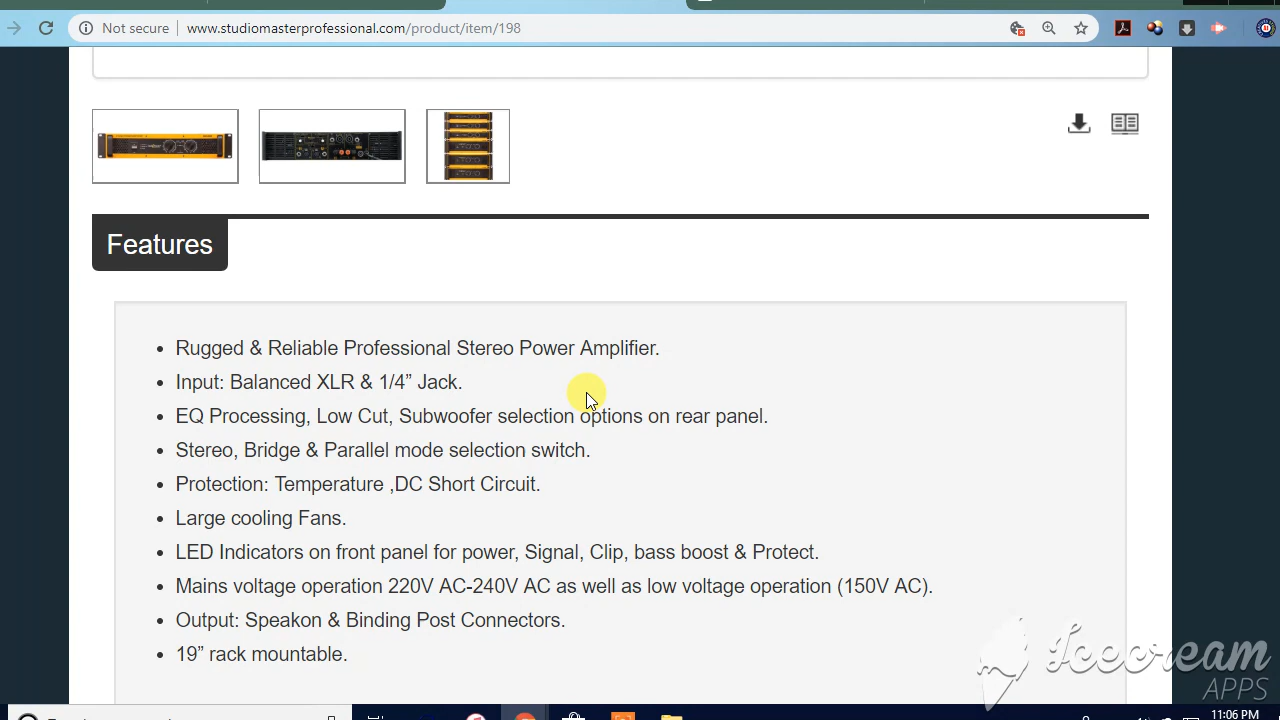 Not secure
www.studiomasterprofessional.com/product/item/198
Features
Rugged & Reliable Professional Stereo Power Amplifier.
Input: Balanced XLR & 1/4” Jack.
EQ Processing, Low Cut, Subwoofer selection options on rear panel.
Stereo, Bridge & Parallel mode selection switch.
Protection: Temperature ,DC Short Circuit.
Large cooling Fans.
LED Indicators on front panel for power, Signal, Clip, bass boost & Protect.
Mains voltage operation 220V AC-240V AC as well as low voltage operation (150V AC).
Output: Speakon & Binding Post Connectors.
19” rack mountable.
Icecream
APPS
11:06 PM